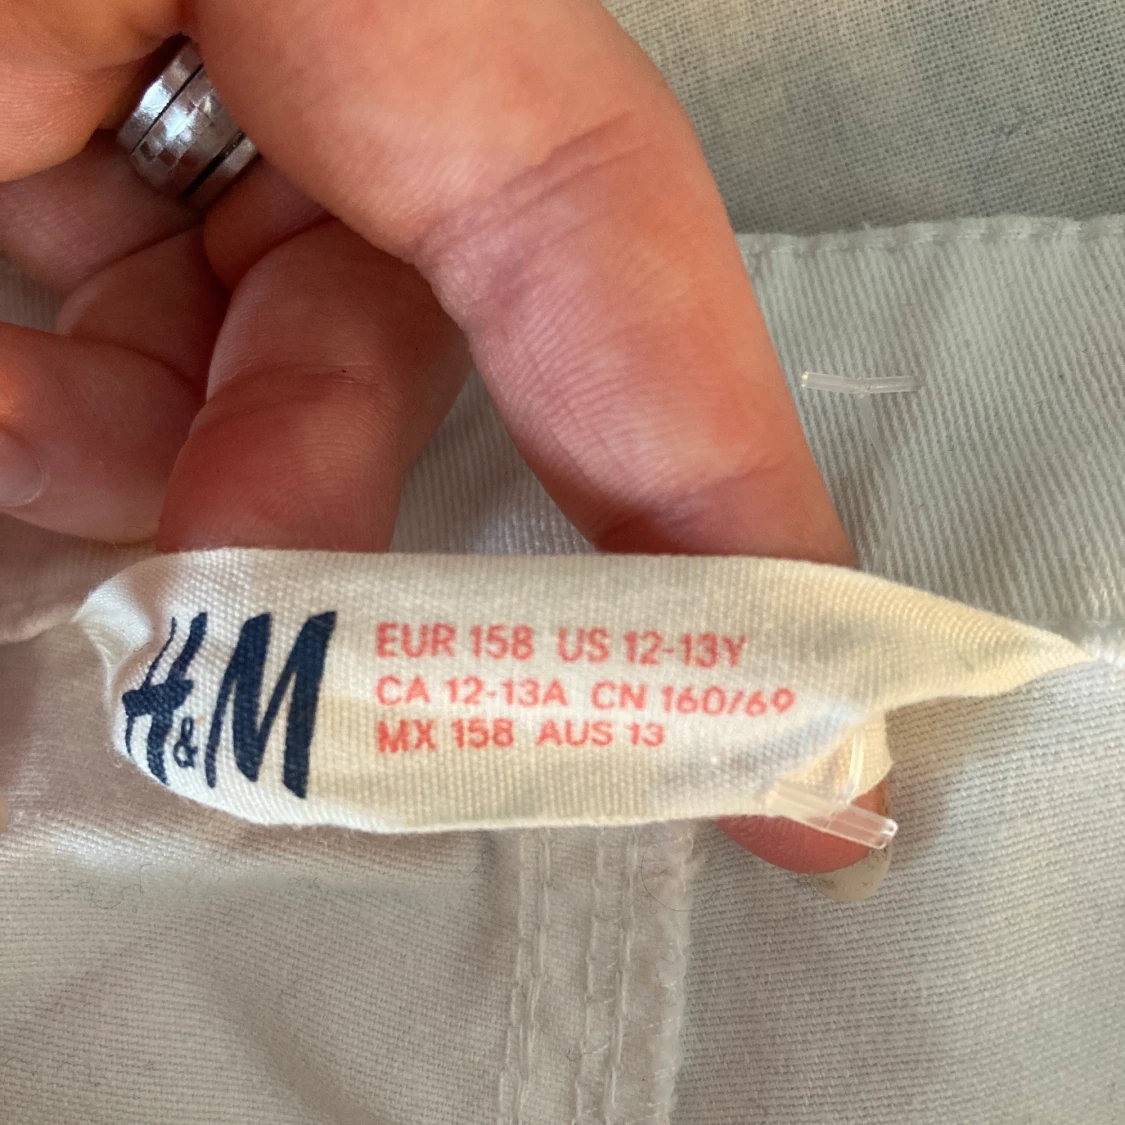 H&M
EUR 158 US 12-13Y
CA 12-13A CN 160/69
MX 158 AUS 13